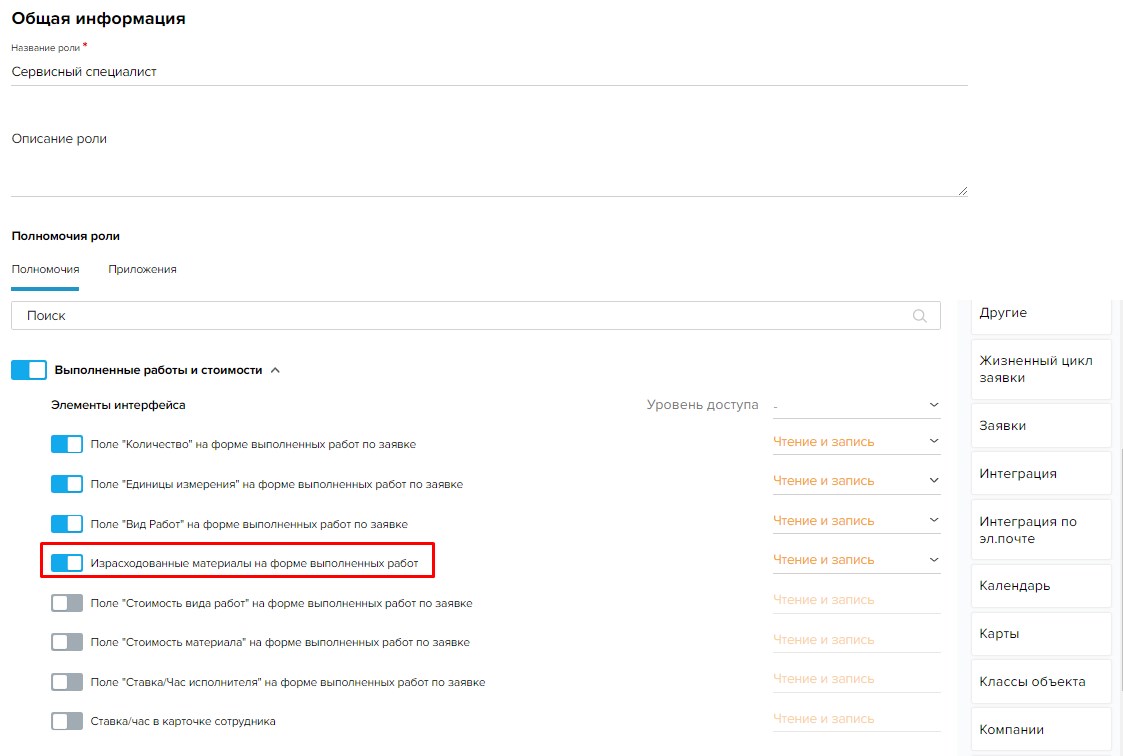 Общая информация
Название роли *
Сервисный специалист
Описание роли
Полномочия роли
Полномочия Приложения
Поиск
Выполненные работы и стоимости
Элементы интерфейса Уровень доступа -
Поле "Количество" на форме выполненных работ по заявке Чтение и запись
Поле "Единицы измерения" на форме выполненных работ по заявке Чтение и запись
Поле "Вид Работ" на форме выполненных работ по заявке Чтение и запись
Израсходованные материалы на форме выполненных работ Чтение и запись
Поле "Стоимость вида работ" на форме выполненных работ по заявке Чтение и запись
Поле "Стоимость материала" на форме выполненных работ по заявке Чтение и запись
Поле "Ставка/Час исполнителя" на форме выполненных работ по заявке Чтение и запись
Ставка/час в карточке сотрудника Чтение и запись
Другие
Жизненный цикл
заявки
Заявки
Интеграция
Интеграция по
эл.почте
Календарь
Карты
Классы объекта
Компании